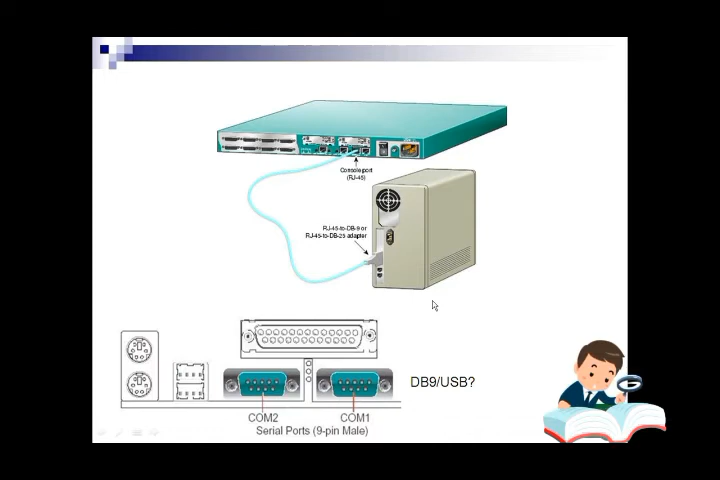 Console port
(RJ-45)
RJ-45-to-DB-9 or
RJ-45-to-DB-25 adapter
DB9/USB?
COM2
COM1
Serial Ports (9-pin Male)